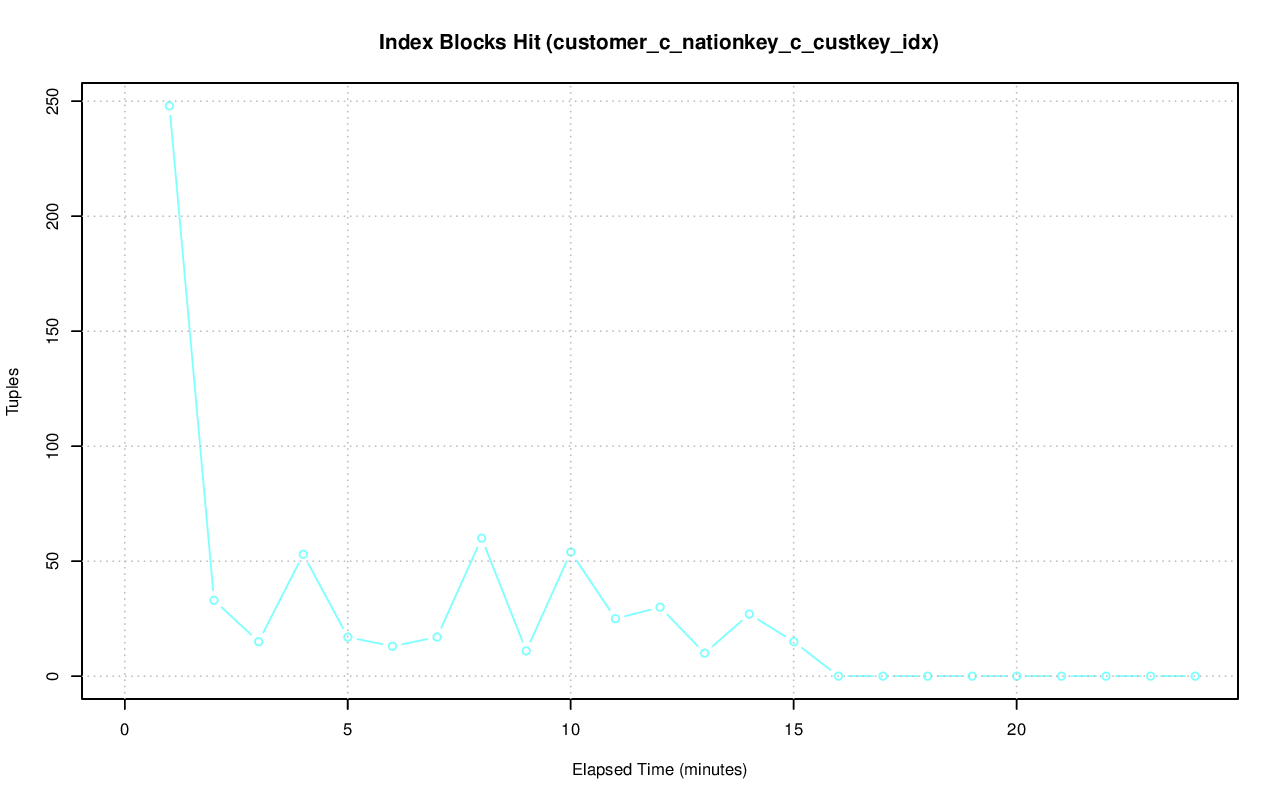 Index Blocks Hit (customer_c_nationkey_c_custkey_idx)
250
200
150
100
50
0
Tuples
0 5 10 15 20
Elapsed Time (minutes)